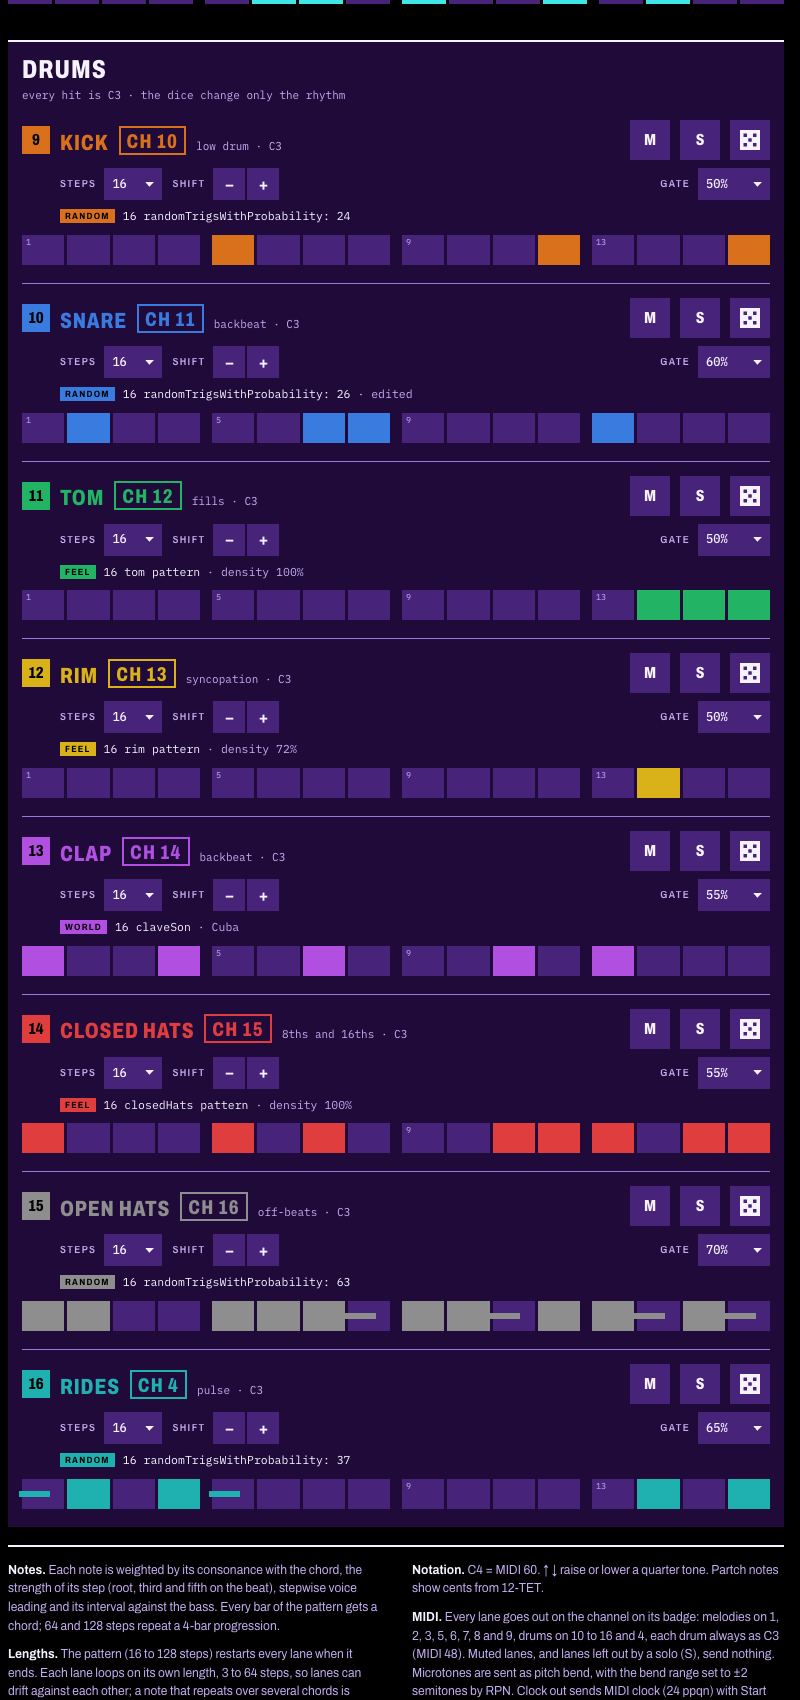 DRUMS
every hit is C3 · the dice change only the rhythm
9 KICK CH 10 low drum · C3 M S
STEPS 16 SHIFT − + GATE 50%
RANDOM 16 randomTrigsWithProbability: 24
1 9 13
10 SNARE CH 11 backbeat · C3 M S
STEPS 16 SHIFT − + GATE 60%
RANDOM 16 randomTrigsWithProbability: 26 · edited
1 5 9
11 TOM CH 12 fills · C3 M S
STEPS 16 SHIFT − + GATE 50%
FEEL 16 tom pattern · density 100%
1 5 9 13
12 RIM CH 13 syncopation · C3 M S
STEPS 16 SHIFT − + GATE 50%
FEEL 16 rim pattern · density 72%
1 5 9 13
13 CLAP CH 14 backbeat · C3 M S
STEPS 16 SHIFT − + GATE 55%
WORLD 16 claveSon · Cuba
5 9
14 CLOSED HATS CH 15 8ths and 16ths · C3 M S
STEPS 16 SHIFT − + GATE 55%
FEEL 16 closedHats pattern · density 100%
9
15 OPEN HATS CH 16 off-beats · C3 M S
STEPS 16 SHIFT − + GATE 70%
RANDOM 16 randomTrigsWithProbability: 63
16 RIDES CH 4 pulse · C3 M S
STEPS 16 SHIFT − + GATE 65%
RANDOM 16 randomTrigsWithProbability: 37
9 13
Notes. Each note is weighted by its consonance with the chord, the
strength of its step (root, third and fifth on the beat), stepwise voice
leading and its interval against the bass. Every bar of the pattern gets a
chord; 64 and 128 steps repeat a 4-bar progression.
Lengths. The pattern (16 to 128 steps) restarts every lane when it
ends. Each lane loops on its own length, 3 to 64 steps, so lanes can
drift against each other; a note that repeats over several chords is
Notation. C4 = MIDI 60. ↑ ↓ raise or lower a quarter tone. Partch notes
show cents from 12-TET.
MIDI. Every lane goes out on the channel on its badge: melodies on 1,
2, 3, 5, 6, 7, 8 and 9, drums on 10 to 16 and 4, each drum always as C3
(MIDI 48). Muted lanes, and lanes left out by a solo (S), send nothing.
Microtones are sent as pitch bend, with the bend range set to ±2
semitones by RPN. Clock out sends MIDI clock (24 ppqn) with Start